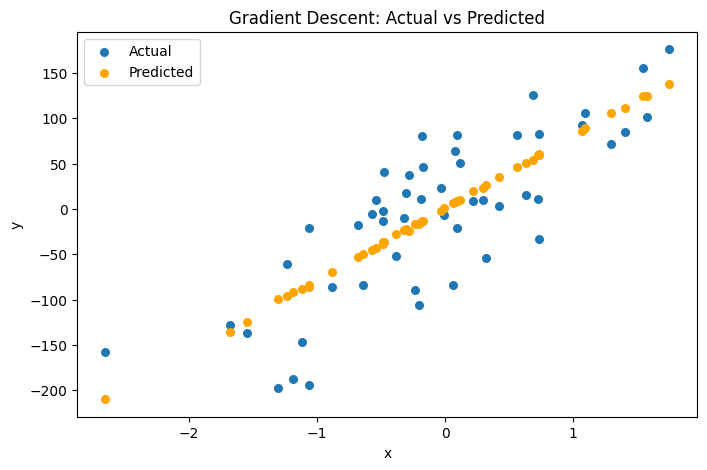 Gradient Descent: Actual vs Predicted
Actual
Predicted
150
100
50
0
−50
−100
−150
−200
y
−2
−1
0
1
x